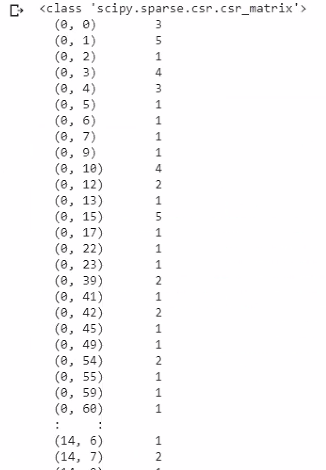 <class 'scipy.sparse.csr.csr_matrix'>
(0, 0) 3
(0, 1) 5
(0, 2) 1
(0, 3) 4
(0, 4) 3
(0, 5) 1
(0, 6) 1
(0, 7) 1
(0, 9) 1
(0, 10) 4
(0, 12) 2
(0, 13) 1
(0, 15) 5
(0, 17) 1
(0, 22) 1
(0, 23) 1
(0, 39) 2
(0, 41) 1
(0, 42) 2
(0, 45) 1
(0, 49) 1
(0, 54) 2
(0, 55) 1
(0, 59) 1
(0, 60) 1
: :
(14, 6) 1
(14, 7) 2